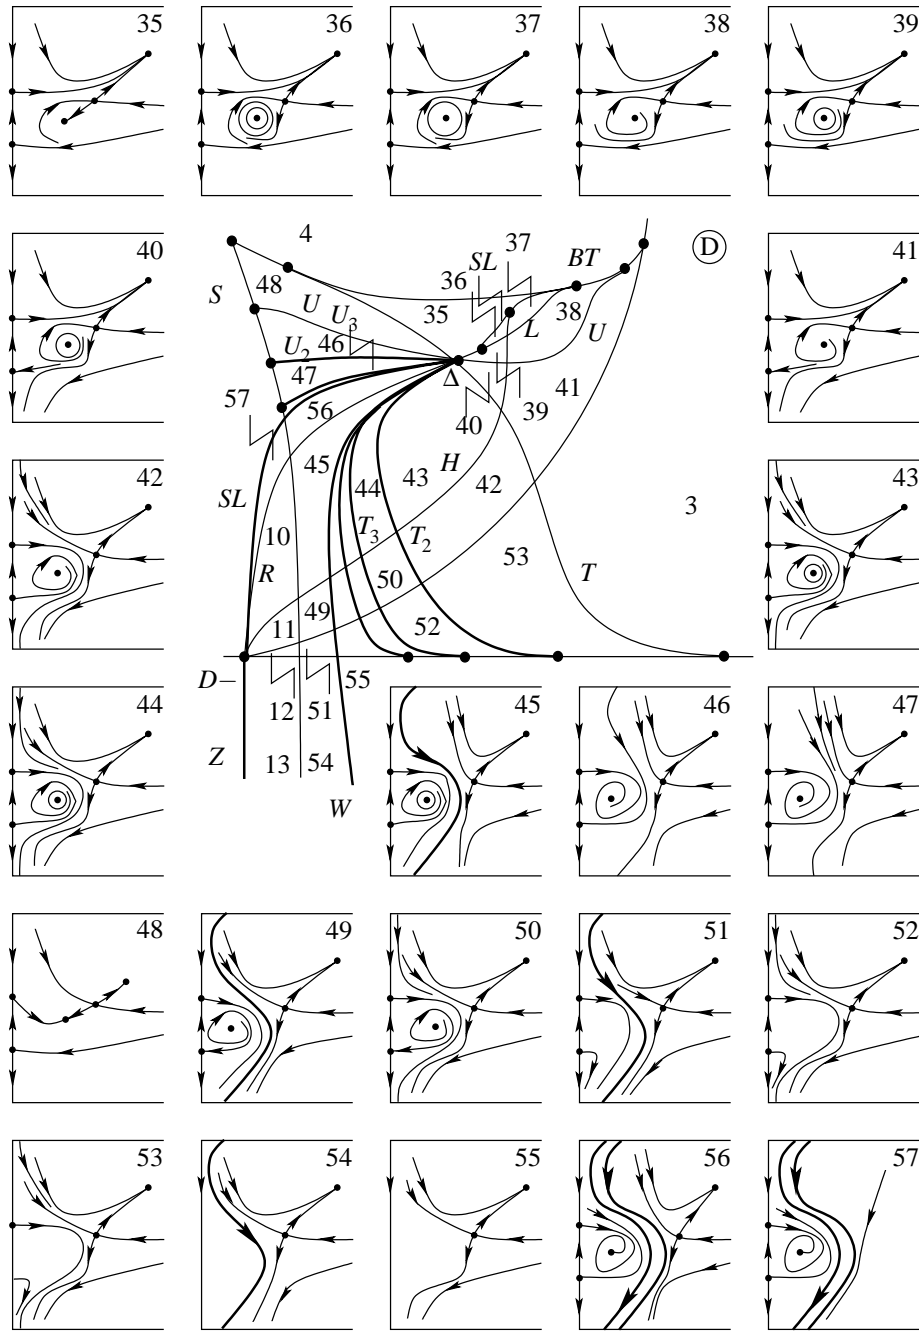 35 36 37 38 39
4 37 D
SL BT
40 48 36 41
S U 35 L 38 U
U3
U2 46
47 Δ 41
57 56 39
40
42 45 H 43 42 43
SL 44
T3 T2 3
10
R 53 T
50
49
11 52
D– 55
44 12 51 45 46 47
Z 13 54
W
48 49 50 51 52
53 54 55 56 57